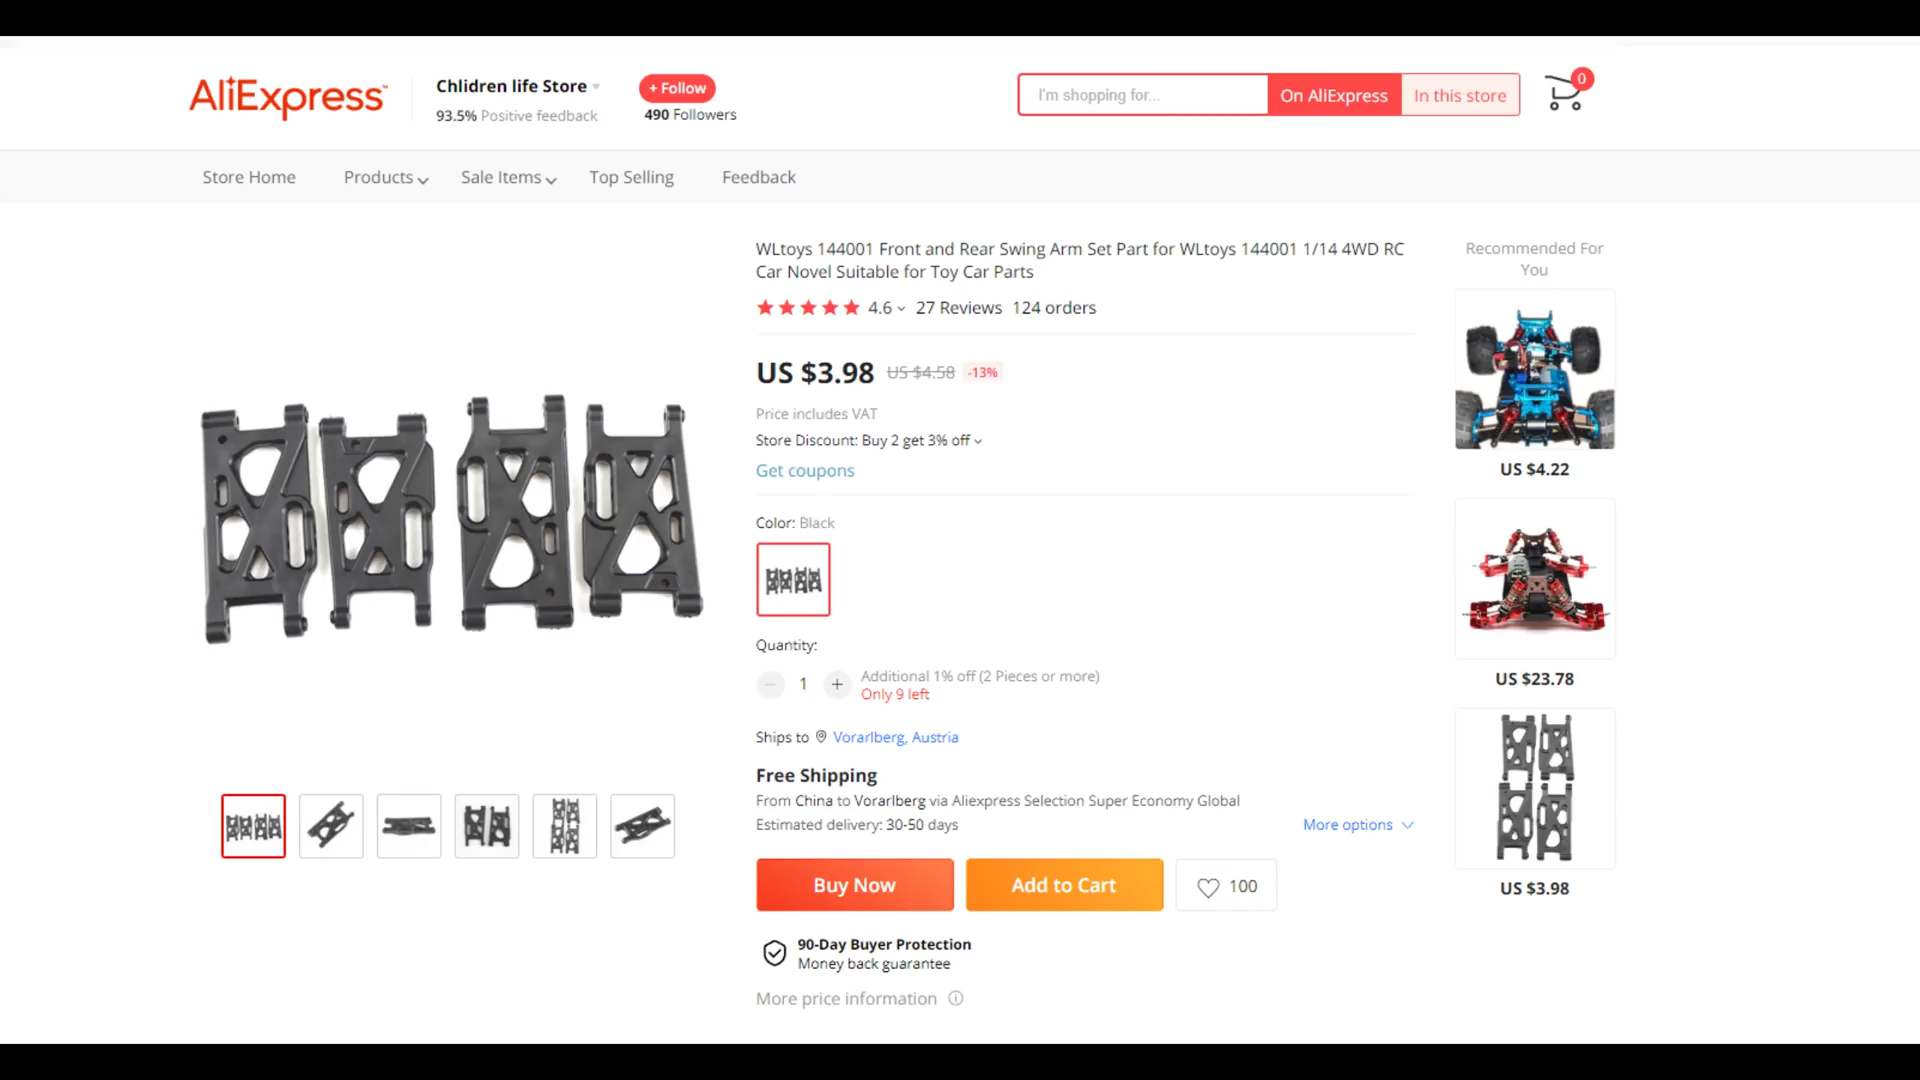 AliExpress™
Chlidren life Store
93.5% Positive feedback
+ Follow
490 Followers
I'm shopping for...
On AliExpress
In this store
0
Store Home
Products
Sale Items
Top Selling
Feedback
WLtoys 144001 Front and Rear Swing Arm Set Part for WLtoys 144001 1/14 4WD RC
Car Novel Suitable for Toy Car Parts
4.6 27 Reviews 124 orders
US $3.98 US $4.58 -13%
Price includes VAT
Store Discount: Buy 2 get 3% off
Get coupons
Color: Black
Quantity:
1
Additional 1% off (2 Pieces or more)
Only 9 left
Ships to Vorarlberg, Austria
Free Shipping
From China to Vorarlberg via Aliexpress Selection Super Economy Global
Estimated delivery: 30-50 days
More options
Buy Now
Add to Cart
100
90-Day Buyer Protection
Money back guarantee
More price information
Recommended For
You
US $4.22
US $23.78
US $3.98